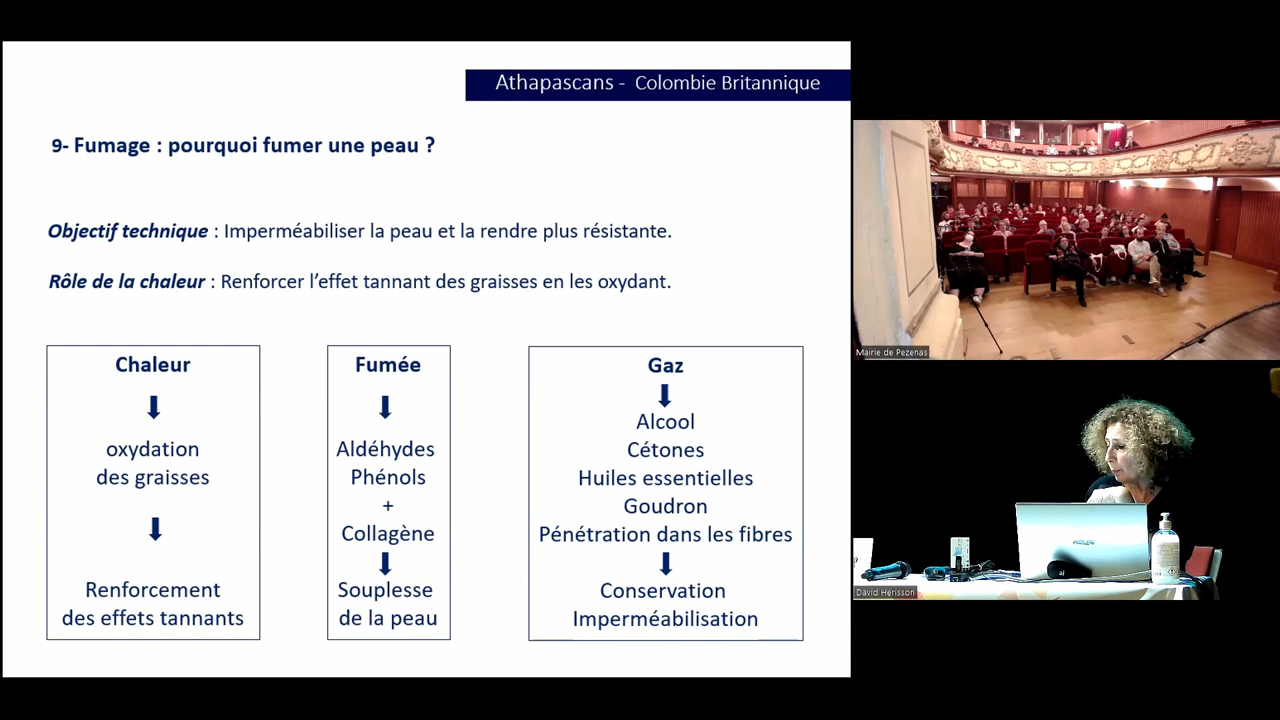 Athapascans - Colombie Britannique
9- Fumage : pourquoi fumer une peau ?
Objectif technique : Imperméabiliser la peau et la rendre plus résistante.
Rôle de la chaleur : Renforcer l’effet tannant des graisses en les oxydant.
Chaleur
oxydation
des graisses
Renforcement
des effets tannants
Fumée
Aldéhydes
Phénols
+
Collagène
Souplesse
de la peau
Gaz
Alcool
Cétones
Huiles essentielles
Goudron
Pénétration dans les fibres
Conservation
Imperméabilisation
Mairie de Pezenas
David Hérisson